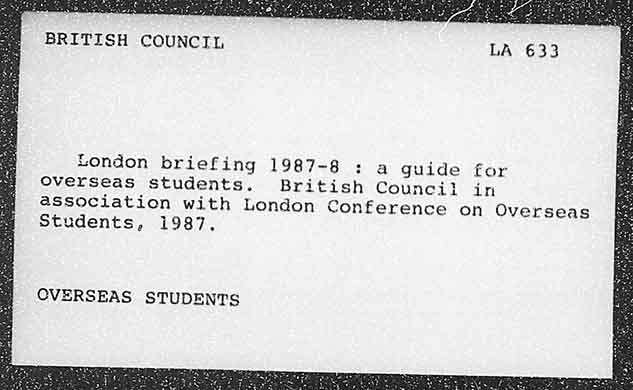 BRITISH COUNCIL
LA 633
London briefing 1987-8 : a guide for
overseas students. British Council in
association with London Conference on Overseas
Students, 1987.
OVERSEAS STUDENTS